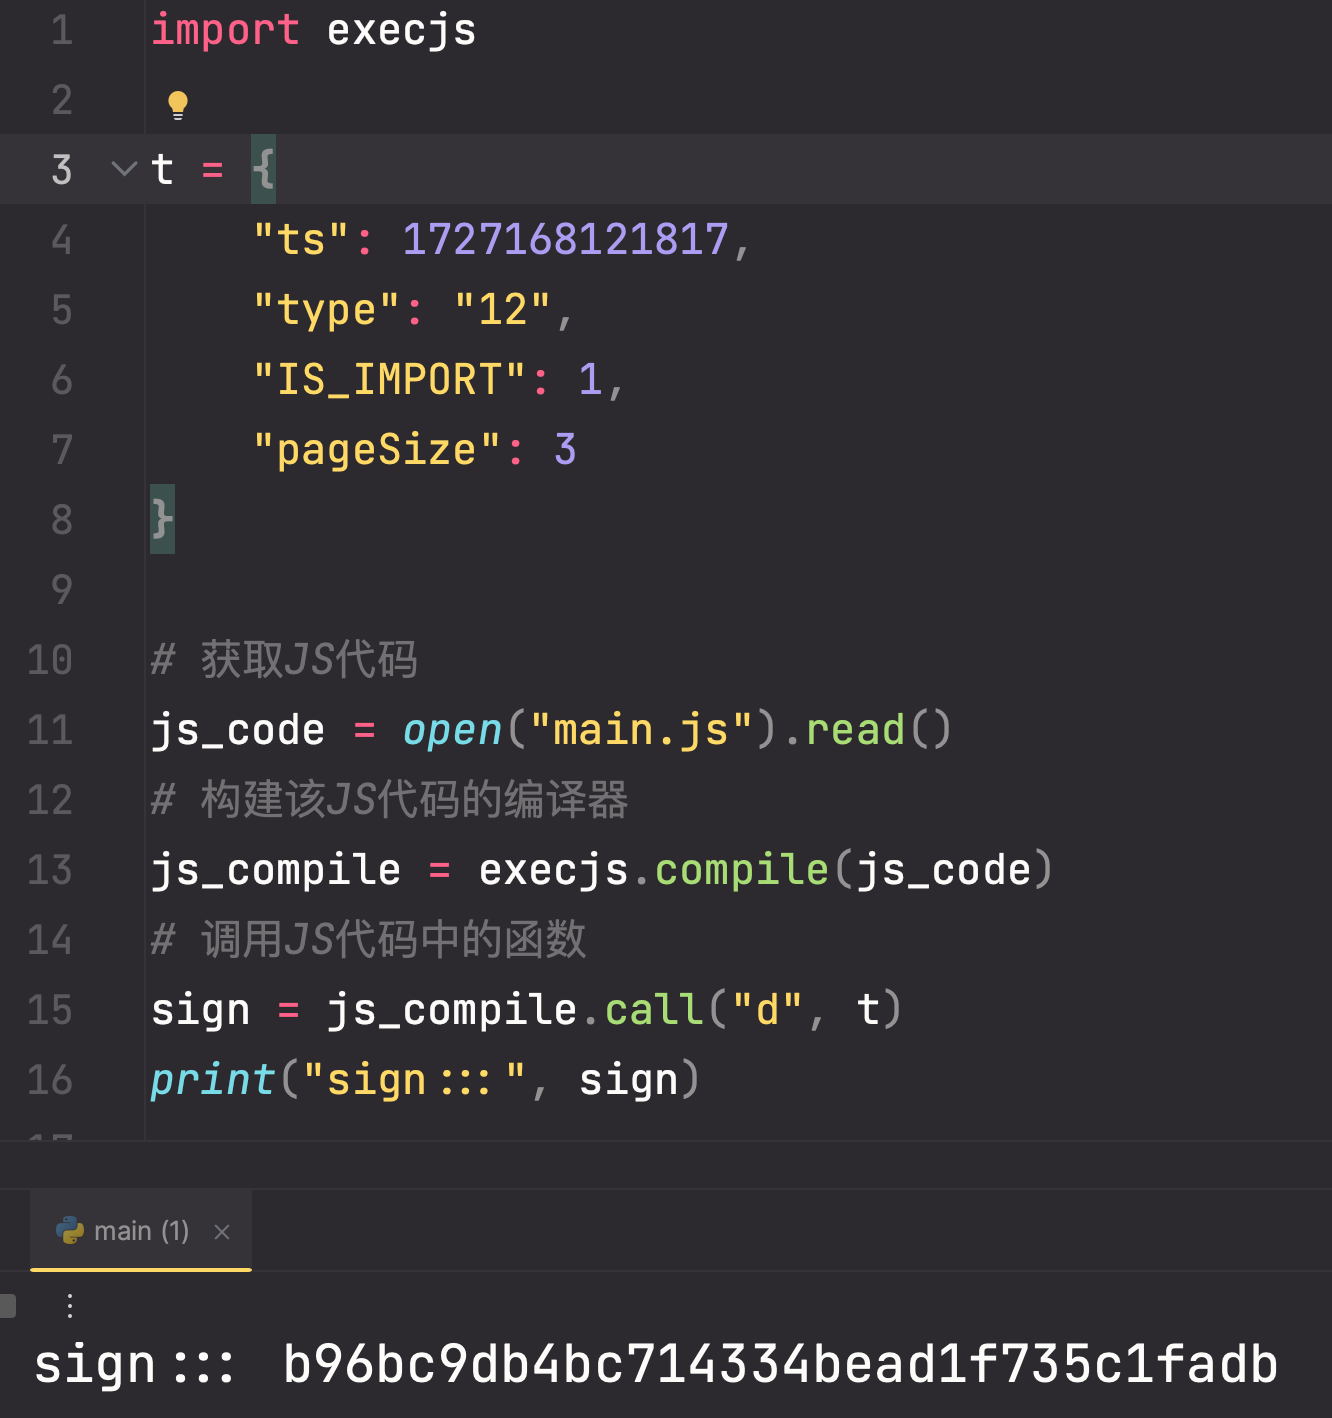 1 import execjs
2
3 t = {
4 "ts": 1727168121817,
5 "type": "12",
6 "IS_IMPORT": 1,
7 "pageSize": 3
8 }
9
10 # 获取JS代码
11 js_code = open("main.js").read()
12 # 构建该JS代码的编译器
13 js_compile = execjs.compile(js_code)
14 # 调用JS代码中的函数
15 sign = js_compile.call("d", t)
16 print("sign:::", sign)
17
main (1)
sign::: b96bc9db4bc714334bead1f735c1fadb